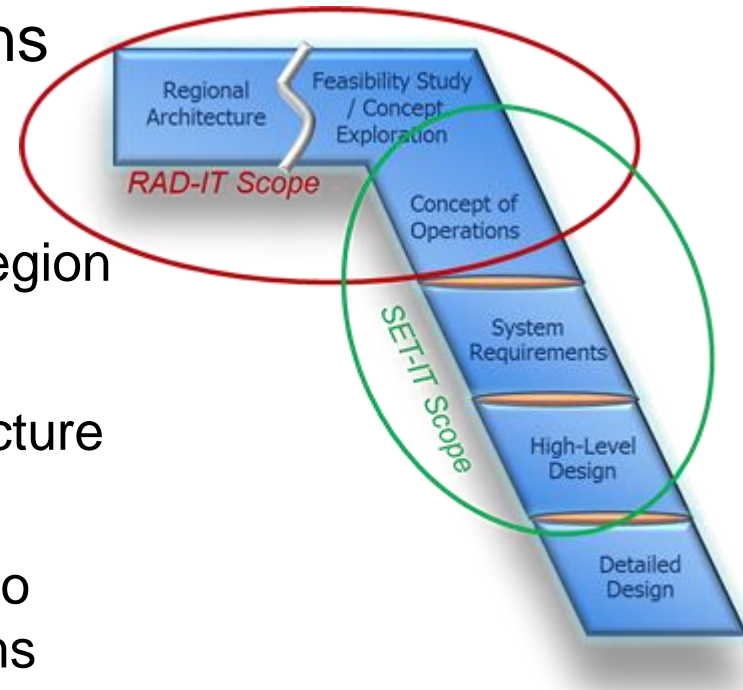 ns
egion
cture
o
ns
Regional
Architecture
Feasibility Study
/ Concept
Exploration
RAD-IT Scope
Concept of
Operations
SET-IT Scope
System
Requirements
High-Level
Design
Detailed
Design